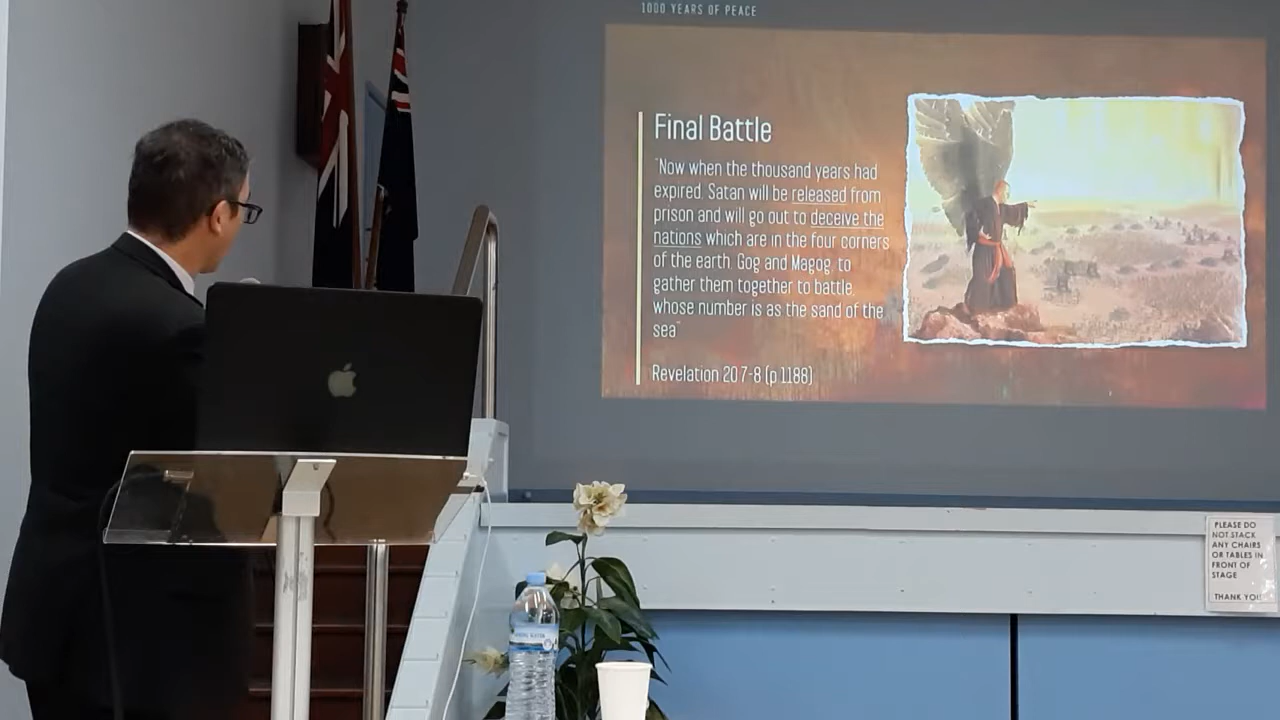 1000 YEARS OF PEACE
Final Battle
"Now when the thousand years had
expired, Satan will be released from
prison and will go out to deceive the
nations which are in the four corners
of the earth, Gog and Magog, to
gather them together to battle,
whose number is as the sand of the
sea"
Revelation 20:7-8 (p.1188)
PLEASE DO
NOT STACK
ANY CHAIRS
OR TABLES IN
FRONT OF
STAGE
THANK YOU